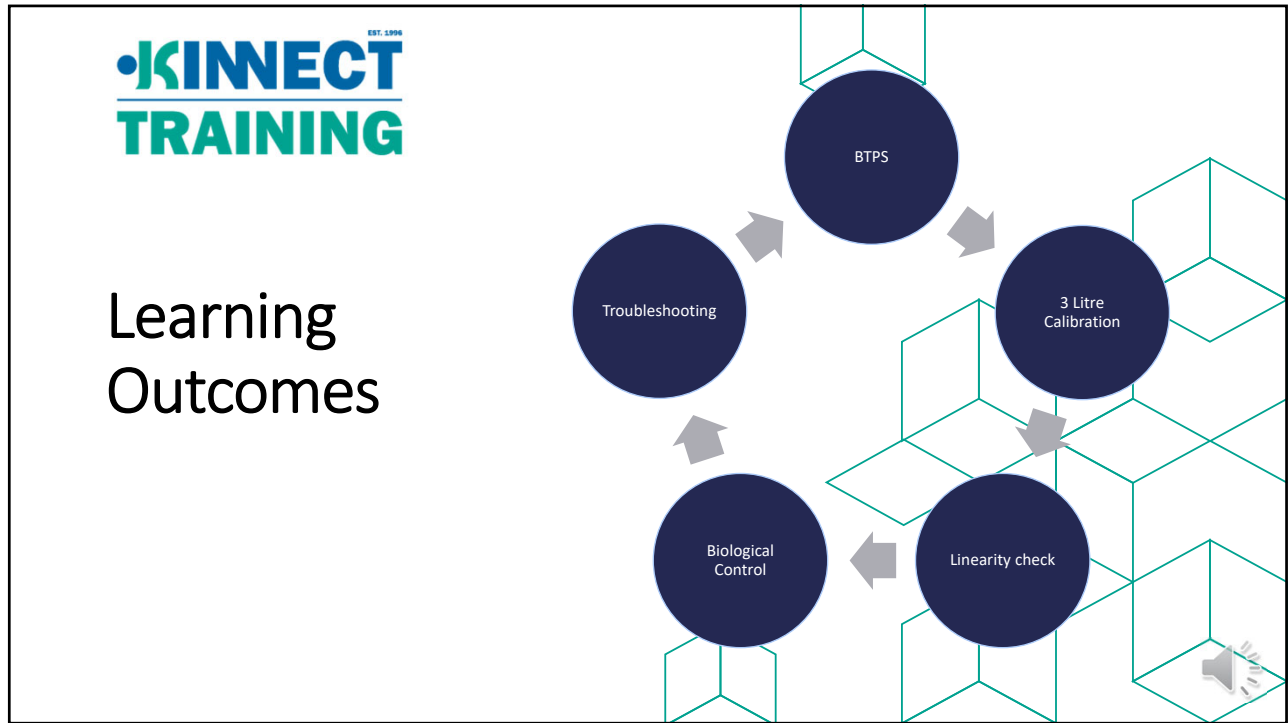 EST. 1996
KINNECT
TRAINING
Learning
Outcomes
BTPS
3 Litre
Calibration
Linearity check
Biological
Control
Troubleshooting